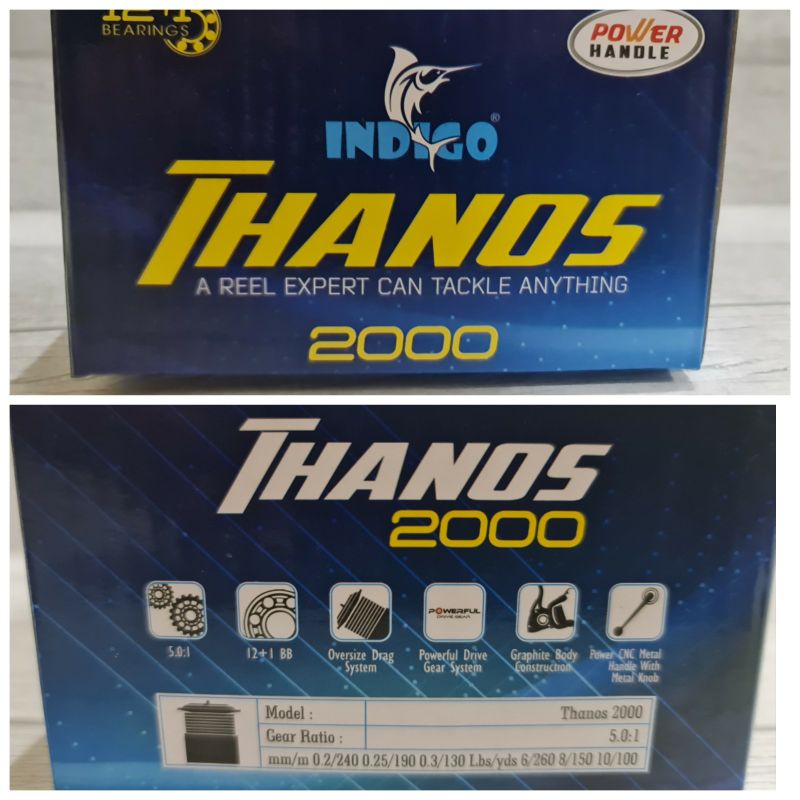 12+1
BEARINGS
POWER
HANDLE
INDIGO®
THANOS
A REEL EXPERT CAN TACKLE ANYTHING
2000
THANOS
2000
POWERFUL
DRIVE GEAR
5.0:1
12+1 BB
Oversize Drag
System
Powerful Drive
Gear System
Graphite Body
Construction
Power CNC Metal
Handle With
Metal Knob
Model : Thanos 2000
Gear Ratio : 5.0:1
mm/m 0.2/240 0.25/190 0.3/130 Lbs/yds 6/260 8/150 10/100